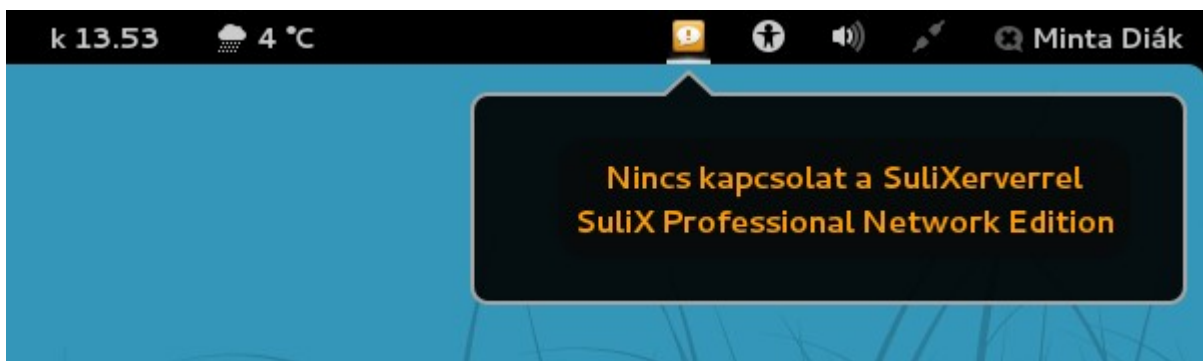 k 13.53 4 °C Minta Diák
Nincs kapcsolat a SuliXerverrel
SuliX Professional Network Edition